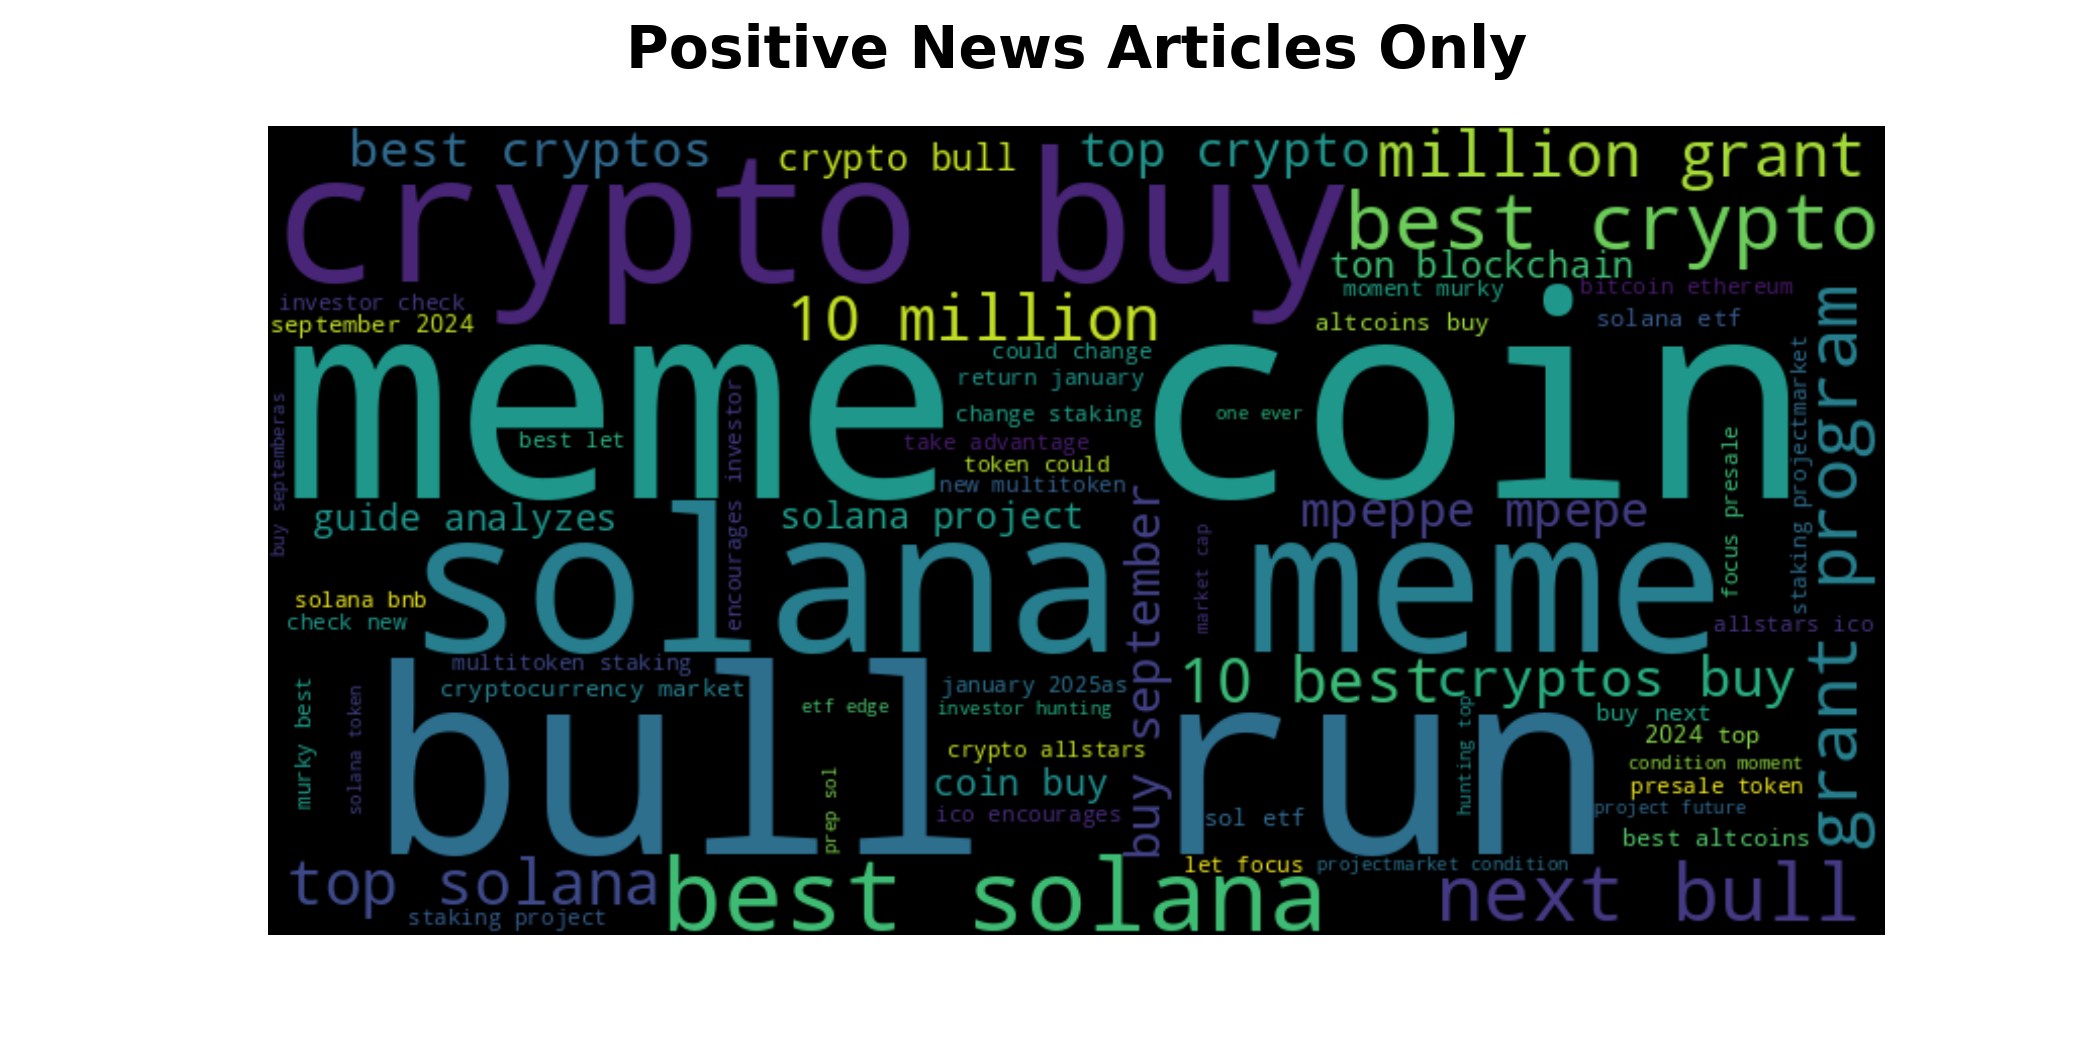 Positive News Articles Only
best cryptos
crypto bull
top crypto
million grant
crypto buy
best crypto
ton blockchain
investor check
moment murky
bitcoin ethereum
september 2024
10 million
altcoins buy
solana etf
meme coin
could change
return january
change staking
one ever
best let
take advantage
token could
new multitoken
buy septemberas
encourages investor
focus presale
staking projectmarket
grant program
guide analyzes
solana project
mpeppe mpepe
solana meme
buy september
market cap
solana bnb
check new
allstars ico
multitoken staking
cryptocurrency market
january 2025as
10 best
cryptos buy
etf edge
investor hunting
buy next
bull run
murky best
solana token
prep sol
hunting top
2024 top
crypto allstars
condition moment
coin buy
presale token
ico encourages
sol etf
project future
best altcoins
let focus
projectmarket condition
top solana
best solana
next bull
staking project